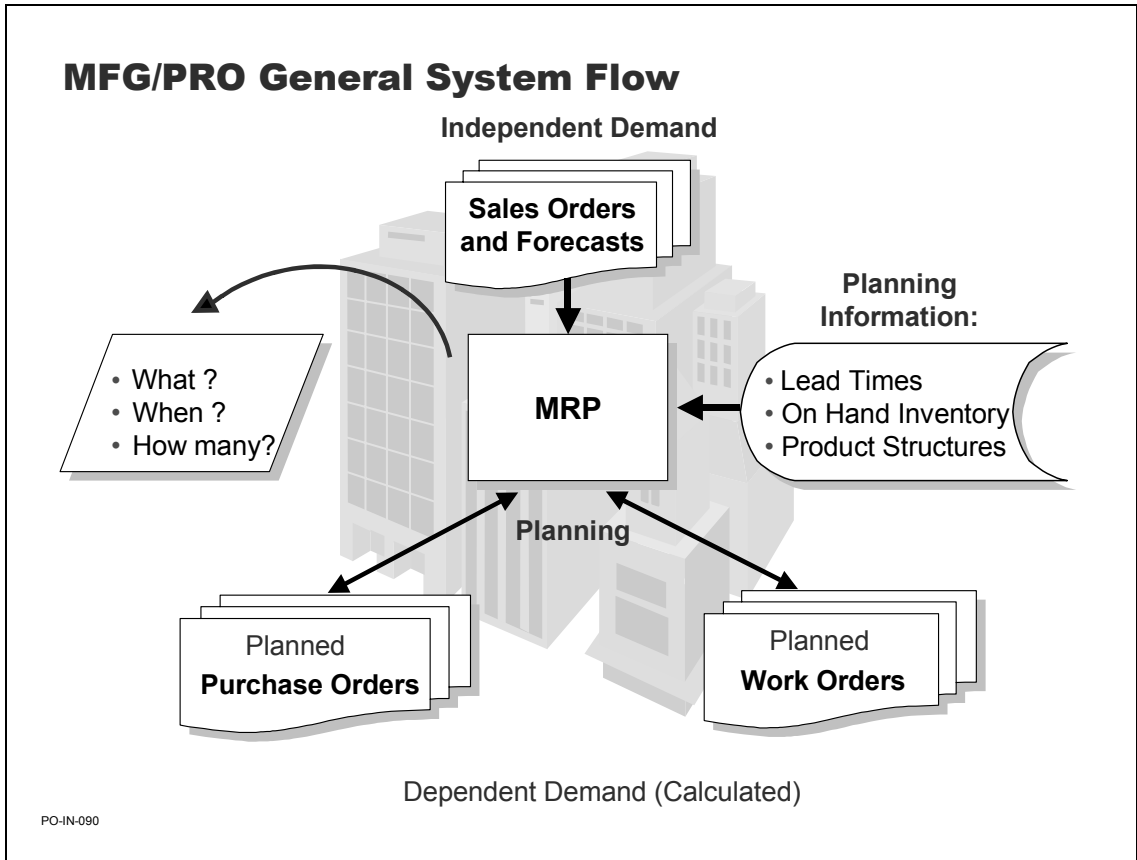 MFG/PRO General System Flow
Independent Demand
Sales Orders
and Forecasts
Planning
Information:
• What ?
• When ?
• How many?
MRP
• Lead Times
• On Hand Inventory
• Product Structures
Planning
Planned
Purchase Orders
Planned
Work Orders
Dependent Demand (Calculated)
PO-IN-090